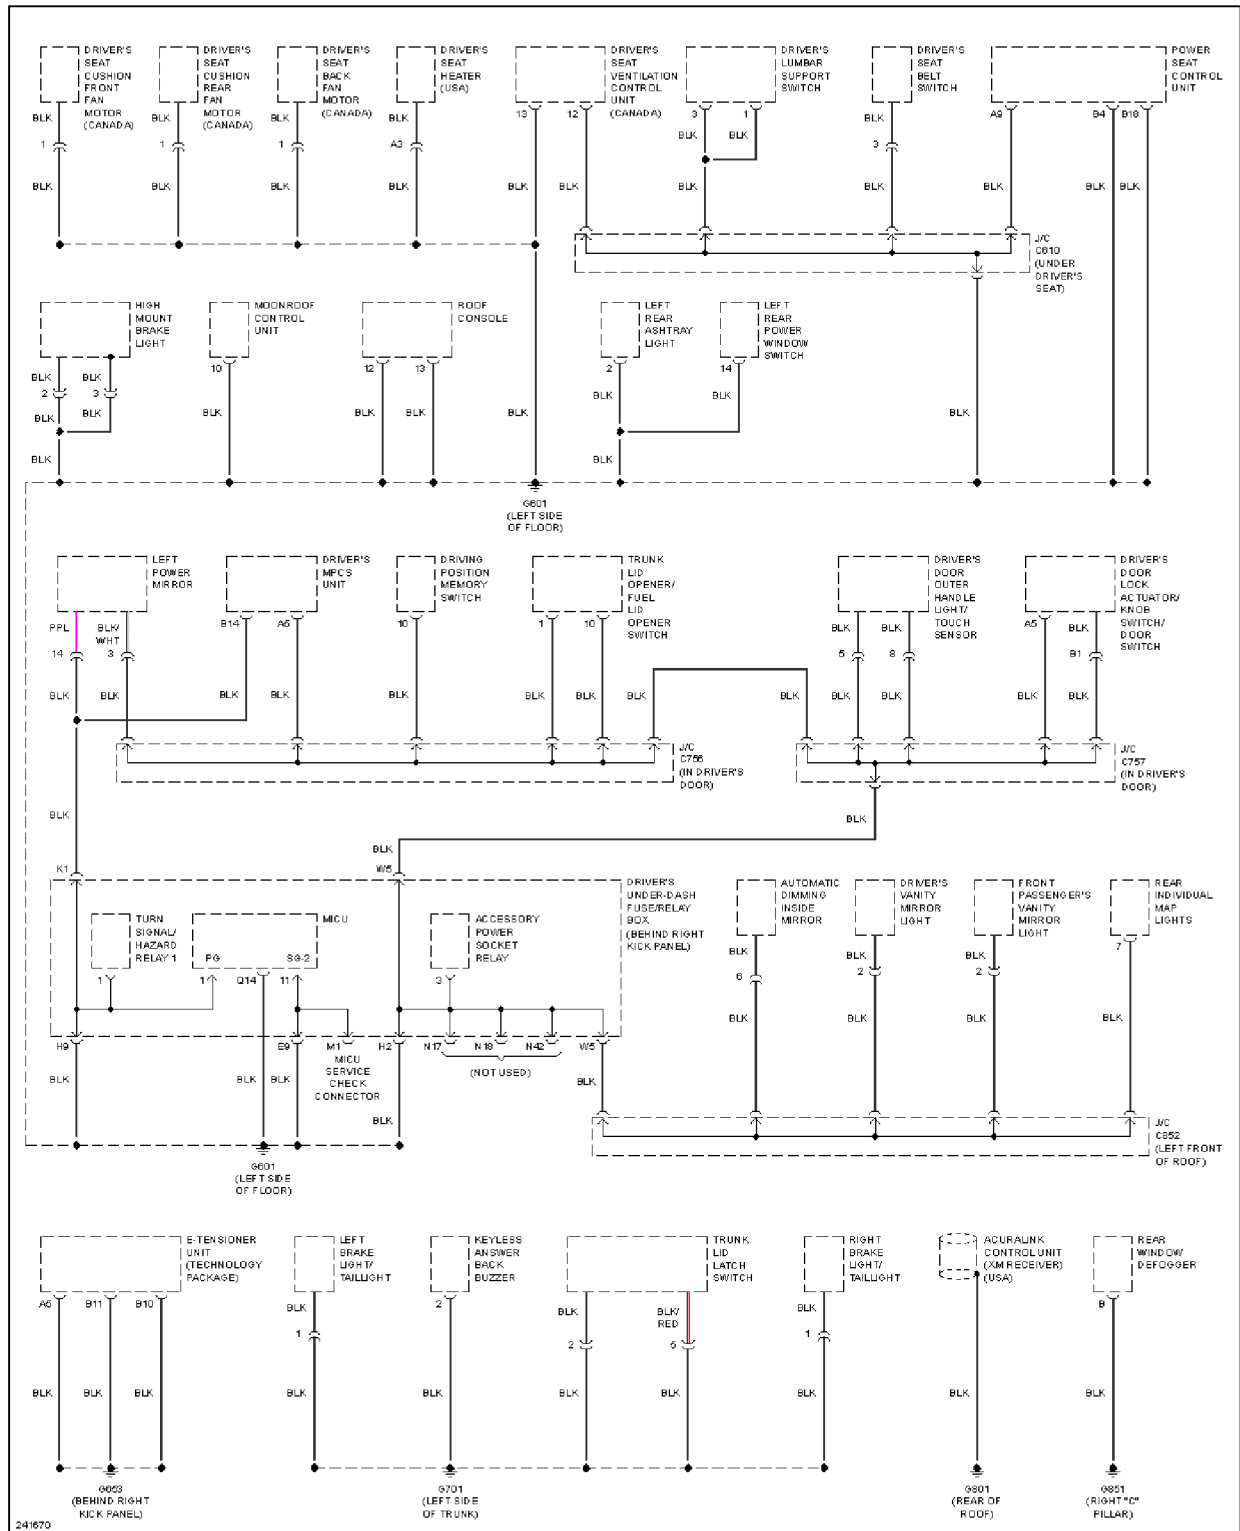 DRIVER'S
SEAT
CUSHION
FRONT
FAN
MOTOR
(CANADA)
DRIVER'S
SEAT
CUSHION
REAR
FAN
MOTOR (CANADA)
DRIVER'S
SEAT
BACK
FAN
MOTOR
(CANADA)
DRIVER'S
SEAT
HEATER
(USA)
DRIVER'S
SEAT
VENTILATION
CONTROL
UNIT
(CANADA)
DRIVER'S
LUMBAR
SUPPORT
SWITCH
DRIVER'S
SEAT
BELT
SWITCH
POWER
SEAT
CONTROL
UNIT
BLK BLK BLK BLK 13 12 3 1 BLK A9 B4 B18
BLK BLK
1 1 1 A3 3
BLK BLK BLK BLK BLK BLK BLK BLK BLK BLK BLK
J/C
C610
(UNDER
DRIVER'S
SEAT)
HIGH
MOUNT
BRAKE
LIGHT
MOONROOF
CONTROL
UNIT
ROOF
CONSOLE
LEFT
REAR
ASHTRAY
LIGHT
LEFT
REAR
POWER
WINDOW
SWITCH
BLK BLK 10 12 13 2 14
2 3
BLK BLK BLK BLK BLK BLK BLK BLK BLK
BLK BLK
G601
(LEFT SIDE
OF FLOOR)
LEFT
POWER
MIRROR
DRIVER'S
MPCS
UNIT
DRIVING
POSITION
MEMORY
SWITCH
TRUNK
LID
OPENER/
FUEL
LID
OPENER
SWITCH
DRIVER'S
DOOR
OUTER
HANDLE
LIGHT/
TOUCH
SENSOR
DRIVER'S
DOOR
LOCK
ACTUATOR/
KNOB
SWITCH/
DOOR
SWITCH
PPL BLK/
WHT B14 A5 10 1 10 BLK BLK A5 BLK
14 3 5 8 B1
BLK BLK BLK BLK BLK BLK BLK BLK BLK BLK BLK BLK
J/C
C756
(IN DRIVER'S
DOOR)
J/C
C757
(IN DRIVER'S
DOOR)
BLK BLK
BLK
K1 W5
DRIVER'S
UNDER-DASH
FUSE/RELAY
BOX
(BEHIND RIGHT
KICK PANEL)
AUTOMATIC
DIMMING
INSIDE
MIRROR
DRIVER'S
VANITY
MIRROR
LIGHT
FRONT
PASSENGER'S
VANITY
MIRROR
LIGHT
REAR
INDIVIDUAL
MAP
LIGHTS
TURN
SIGNAL/
HAZARD
RELAY 1
MICU
PG SG-2
ACCESSORY
POWER
SOCKET
RELAY
1 1 Q14 11 3
BLK BLK BLK 7
6 2 2
BLK BLK BLK BLK
H9 E9 M1 H2 N17 N18 N42 W5
MICU
SERVICE
CHECK
CONNECTOR
(NOT USED)
BLK BLK BLK BLK BLK
J/C
C852
(LEFT FRONT
OF ROOF)
G601
(LEFT SIDE
OF FLOOR)
E-TENSIONER
UNIT
(TECHNOLOGY
PACKAGE)
LEFT
BRAKE
LIGHT/
TAILLIGHT
KEYLESS
ANSWER
BACK
BUZZER
TRUNK
LID
LATCH
SWITCH
RIGHT
BRAKE
LIGHT/
TAILLIGHT
ACURALINK
CONTROL UNIT
(XM RECEIVER)
(USA)
REAR
WINDOW
DEFOGGER
A5 B11 B10 BLK 2 BLK BLK/
RED BLK B
1 2 5 1
BLK BLK BLK BLK BLK BLK BLK BLK BLK BLK
G653
(BEHIND RIGHT
KICK PANEL)
G701
(LEFT SIDE
OF TRUNK)
G801
(REAR OF
ROOF)
G851
(RIGHT "C"
PILLAR)
241670